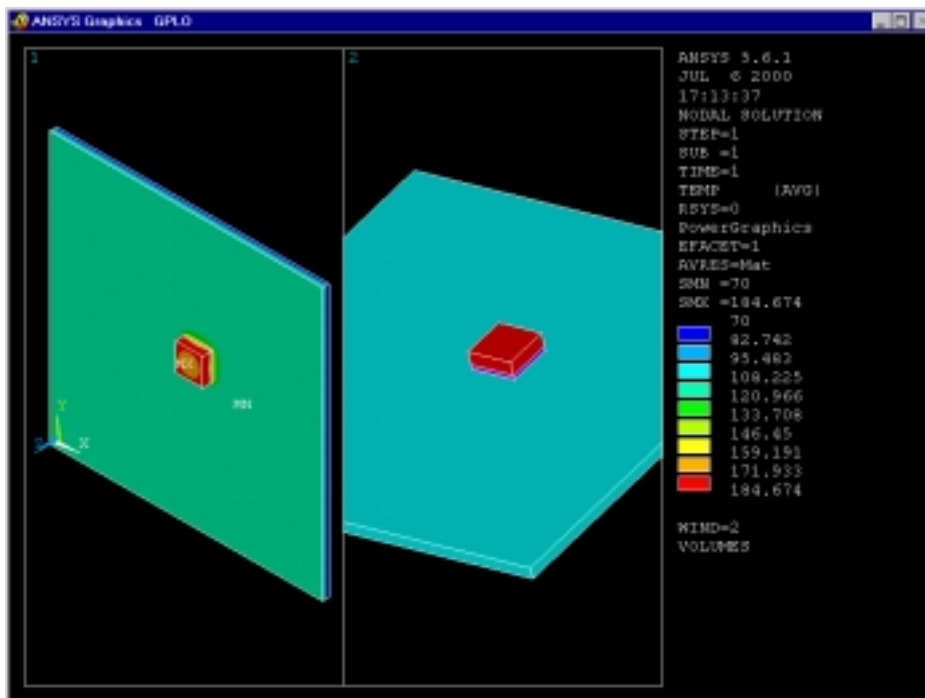 ANSYS Graphics GPLO
1
2
ANSYS 5.6.1
JUL 6 2000
17:13:37
NODAL SOLUTION
STEP=1
SUB =1
TIME=1
TEMP (AVG)
RSYS=0
PowerGraphics
EFACET=1
AVRES=Mat
SMN =70
SMX =184.674
70
82.742
95.483
108.225
120.966
133.708
146.45
159.191
171.933
184.674
WIND=2
VOLUMES
MX
MN
Y
Z
X